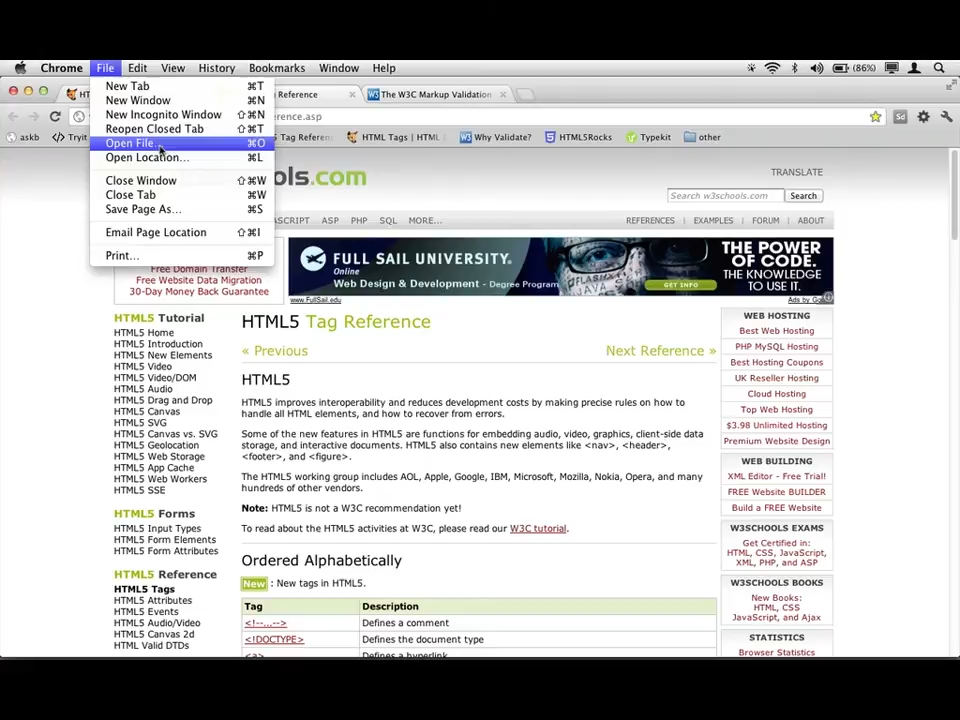 Chrome File Edit View History Bookmarks Window Help (86%)
New Tab ⌘T
New Window ⌘N
New Incognito Window ⇧⌘N
Reopen Closed Tab ⇧⌘T
Open File... ⌘O
Open Location... ⌘L
Close Window ⇧⌘W
Close Tab ⌘W
Save Page As... ⌘S
Email Page Location ⇧⌘I
Print... ⌘P
Reference
The W3C Markup Validation
rence.asp
askb
Tag Referen
HTML Tags | HTML
Why Validate?
HTML5Rocks
Typekit
other
ols.com
TRANSLATE
Search w3schools.com Search
ASP PHP SQL MORE...
REFERENCES | EXAMPLES | FORUM | ABOUT
Free Domain Transfer
Free Website Data Migration
30-Day Money Back Guarantee
FULL SAIL UNIVERSITY.
Online
Web Design & Development - Degree Program
GET INFO
THE POWER
OF CODE.
THE KNOWLEDGE
TO USE IT.
www.FullSail.edu
HTML5 Tutorial
HTML5 Home
HTML5 Introduction
HTML5 New Elements
HTML5 Video
HTML5 Video/DOM
HTML5 Audio
HTML5 Drag and Drop
HTML5 Canvas
HTML5 SVG
HTML5 Canvas vs. SVG
HTML5 Geolocation
HTML5 Web Storage
HTML5 App Cache
HTML5 Web Workers
HTML5 SSE
HTML5 Forms
HTML5 Input Types
HTML5 Form Elements
HTML5 Form Attributes
HTML5 Reference
HTML5 Tags
HTML5 Attributes
HTML5 Events
HTML5 Audio/Video
HTML5 Canvas 2d
HTML Valid DTDs
HTML5 Tag Reference
« Previous
Next Reference »
HTML5
HTML5 improves interoperability and reduces development costs by making precise rules on how to
handle all HTML elements, and how to recover from errors.
Some of the new features in HTML5 are functions for embedding audio, video, graphics, client-side data
storage, and interactive documents. HTML5 also contains new elements like <nav>, <header>,
<footer>, and <figure>.
The HTML5 working group includes AOL, Apple, Google, IBM, Microsoft, Mozilla, Nokia, Opera, and many
hundreds of other vendors.
Note: HTML5 is not a W3C recommendation yet!
To read about the HTML5 activities at W3C, please read our W3C tutorial.
Ordered Alphabetically
New : New tags in HTML5.
Tag Description
<!--...--> Defines a comment
<!DOCTYPE> Defines the document type
<a> Defines a hyperlink
WEB HOSTING
Best Web Hosting
PHP MySQL Hosting
Best Hosting Coupons
UK Reseller Hosting
Cloud Hosting
Top Web Hosting
$3.98 Unlimited Hosting
Premium Website Design
WEB BUILDING
XML Editor - Free Trial!
FREE Website BUILDER
Build a FREE Website
W3SCHOOLS EXAMS
Get Certified in:
HTML, CSS, JavaScript,
XML, PHP, and ASP
W3SCHOOLS BOOKS
New Books:
HTML, CSS
JavaScript, and Ajax
STATISTICS
Browser Statistics